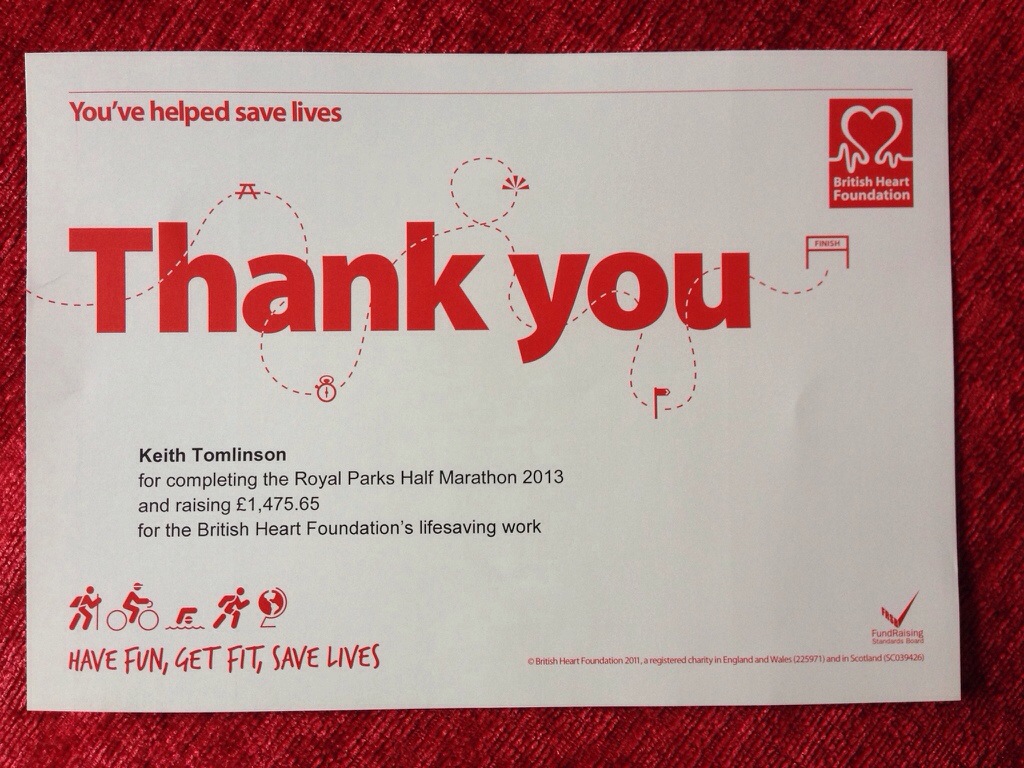 You've helped save lives
British Heart
Foundation
Thank you
FINISH
Keith Tomlinson
for completing the Royal Parks Half Marathon 2013
and raising £1,475.65
for the British Heart Foundation's lifesaving work
HAVE FUN, GET FIT, SAVE LIVES
FundRaising
Standards Board
© British Heart Foundation 2011, a registered charity in England and Wales (225971) and in Scotland (SC039426)